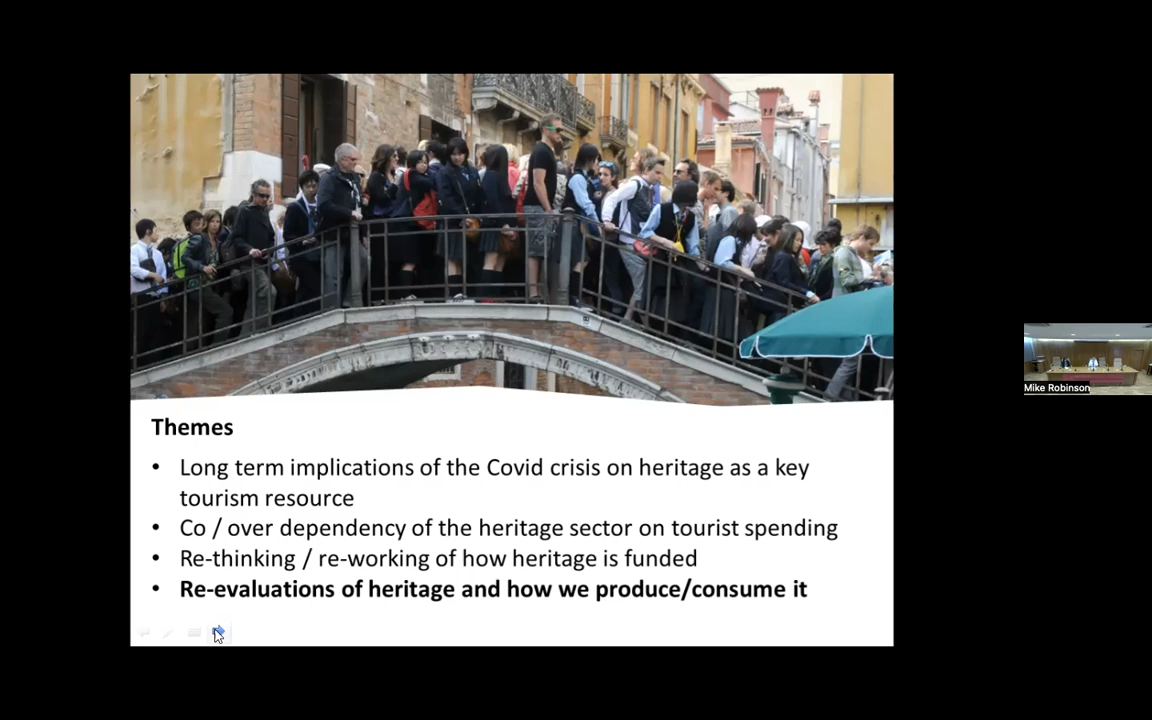 Themes
• Long term implications of the Covid crisis on heritage as a key
tourism resource
• Co / over dependency of the heritage sector on tourist spending
• Re-thinking / re-working of how heritage is funded
• Re-evaluations of heritage and how we produce/consume it
Mike Robinson